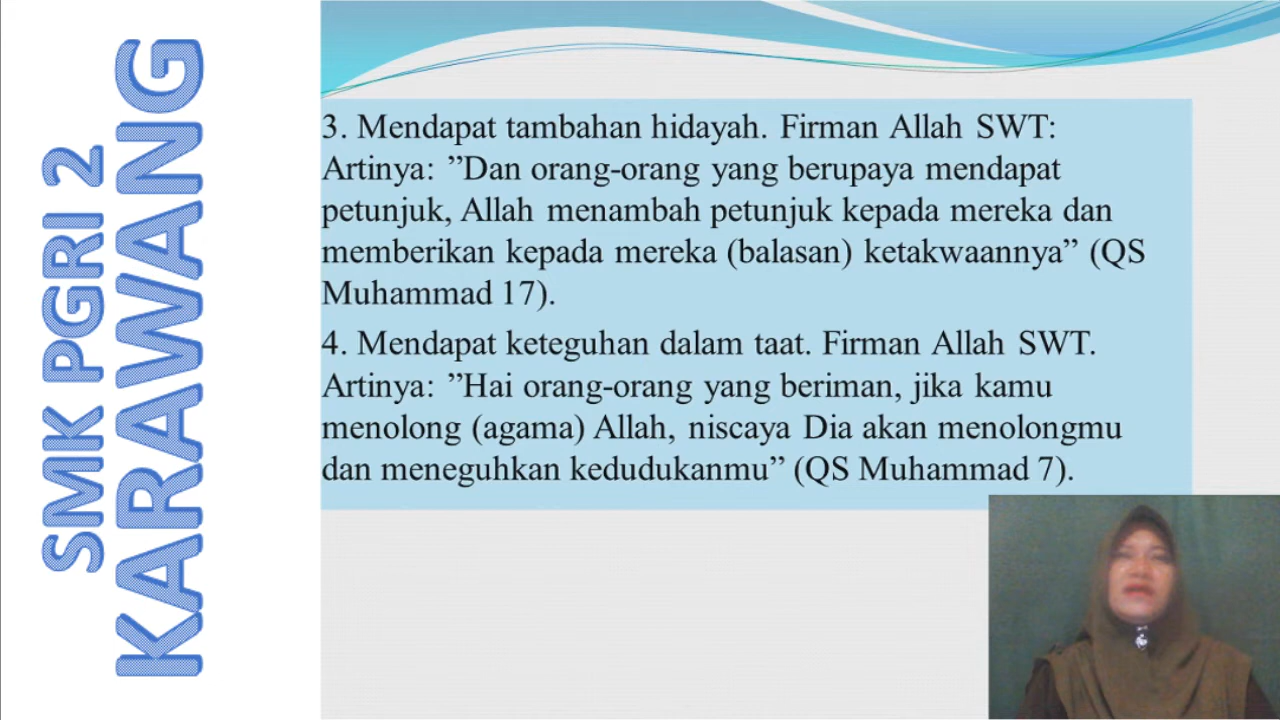 SMK PGRI 2
KARAWANG
3. Mendapat tambahan hidayah. Firman Allah SWT:
Artinya: ”Dan orang-orang yang berupaya mendapat
petunjuk, Allah menambah petunjuk kepada mereka dan
memberikan kepada mereka (balasan) ketakwaannya” (QS
Muhammad 17).
4. Mendapat keteguhan dalam taat. Firman Allah SWT.
Artinya: ”Hai orang-orang yang beriman, jika kamu
menolong (agama) Allah, niscaya Dia akan menolongmu
dan meneguhkan kedudukanmu” (QS Muhammad 7).